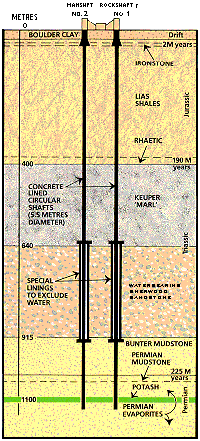 MANSHAFT ROCKSHAFT
METRES NO. 2 NO 1
0
BOULDER CLAY Drift
2M years
IRONSTONE
LIAS
SHALES
Jurassic
RHAETIC
400
190 M
years
CONCRETE
LINED
CIRCULAR
SHAFTS
(5.5 METRES
DIAMETER)
KEUPER
'MARL'
Triassic
640
SPECIAL
LININGS
TO EXCLUDE
WATER
WATERBEARING
SHERWOOD
SANDSTONE
915
BUNTER MUDSTONE
PERMIAN
MUDSTONE
225 M
years
POTASH
1100
PERMIAN
EVAPORITES
Permian